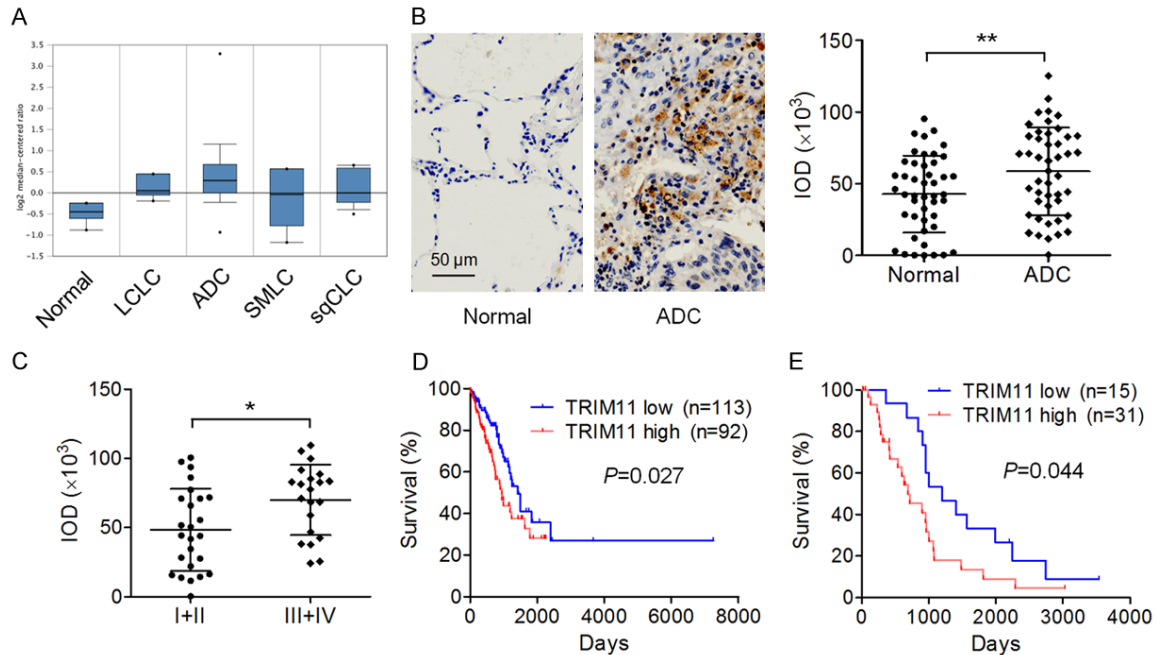 A
log2 median-centered ratio
3.5
3.0
2.5
2.0
1.5
1.0
0.5
0.0
-0.5
-1.0
-1.5
Normal
LCLC
ADC
SMLC
sqCLC
B
50 μm
Normal
ADC
IOD (×10³)
150
100
50
0
**
Normal
ADC
C
IOD (×10³)
150
100
50
0
*
I+II
III+IV
D
Survival (%)
100
80
60
40
20
0
TRIM11 low (n=113)
TRIM11 high (n=92)
P=0.027
0
2000
4000
6000
8000
Days
E
Survival (%)
100
80
60
40
20
0
TRIM11 low (n=15)
TRIM11 high (n=31)
P=0.044
0
1000
2000
3000
4000
Days